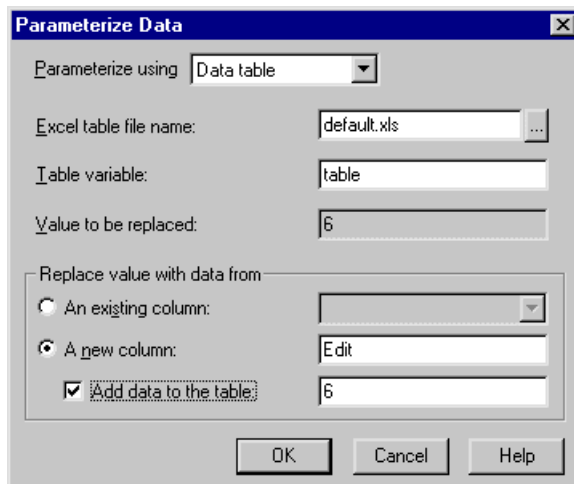 Parameterize Data
Parameterize using Data table
Excel table file name: default.xls ...
Table variable: table
Value to be replaced: 6
Replace value with data from
An existing column:
A new column: Edit
Add data to the table: 6
OK Cancel Help